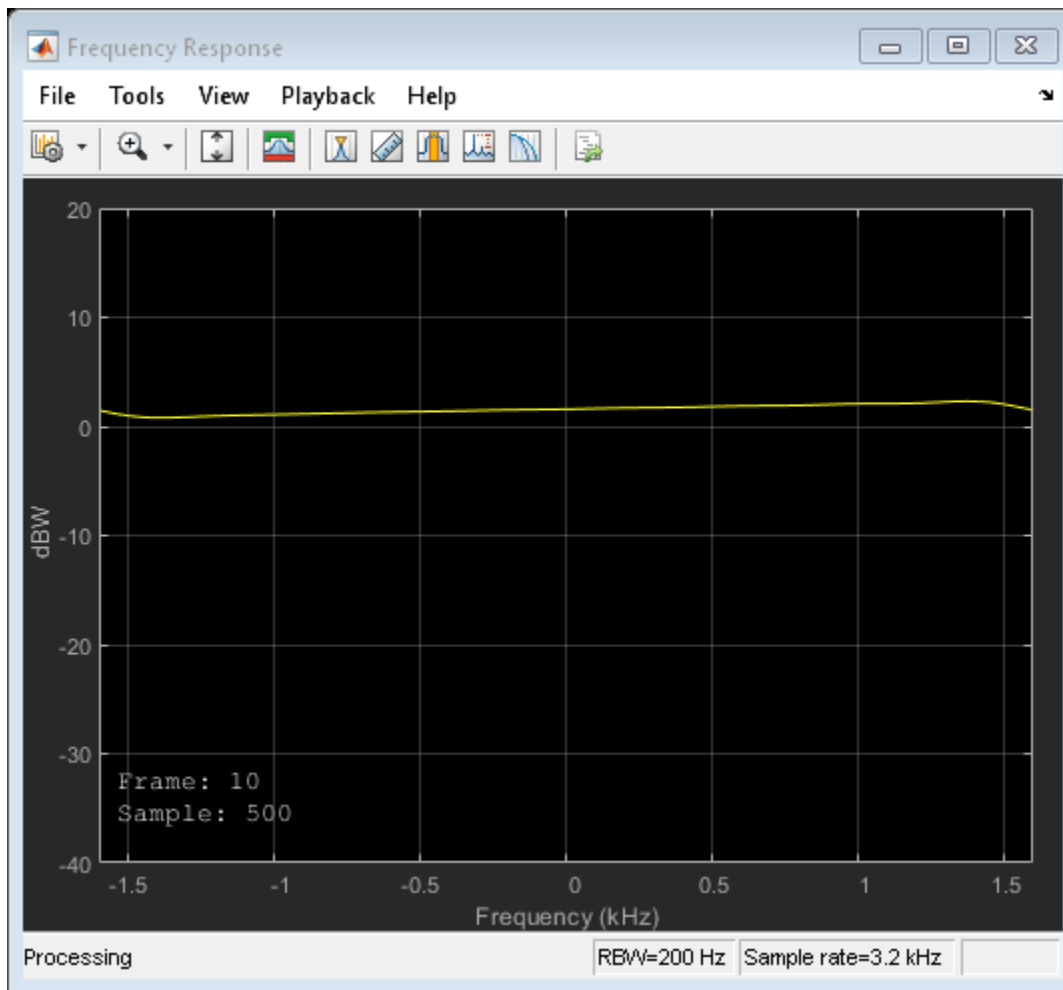 Frequency Response
File Tools View Playback Help
20
10
0
-10
-20
-30
-40
dBW
Frame: 10
Sample: 500
-1.5 -1 -0.5 0 0.5 1 1.5
Frequency (kHz)
Processing RBW=200 Hz Sample rate=3.2 kHz